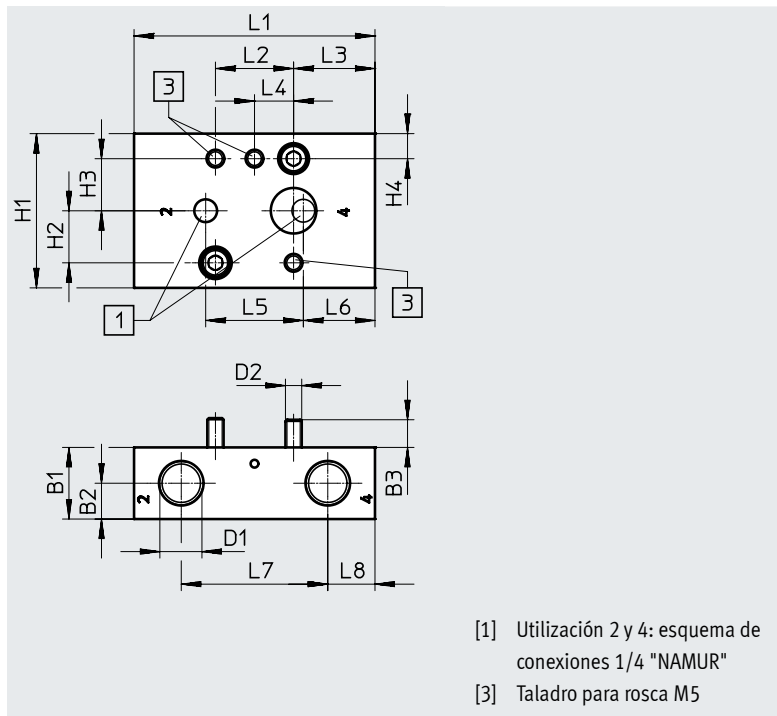 L1
L2
L3
3
L4
H1
H2
H3
H4
2
4
1
L5
L6
3
D2
B1
B2
B3
2
4
D1
L7
L8
[1] Utilización 2 y 4: esquema de
conexiones 1/4 "NAMUR"
[3] Taladro para rosca M5